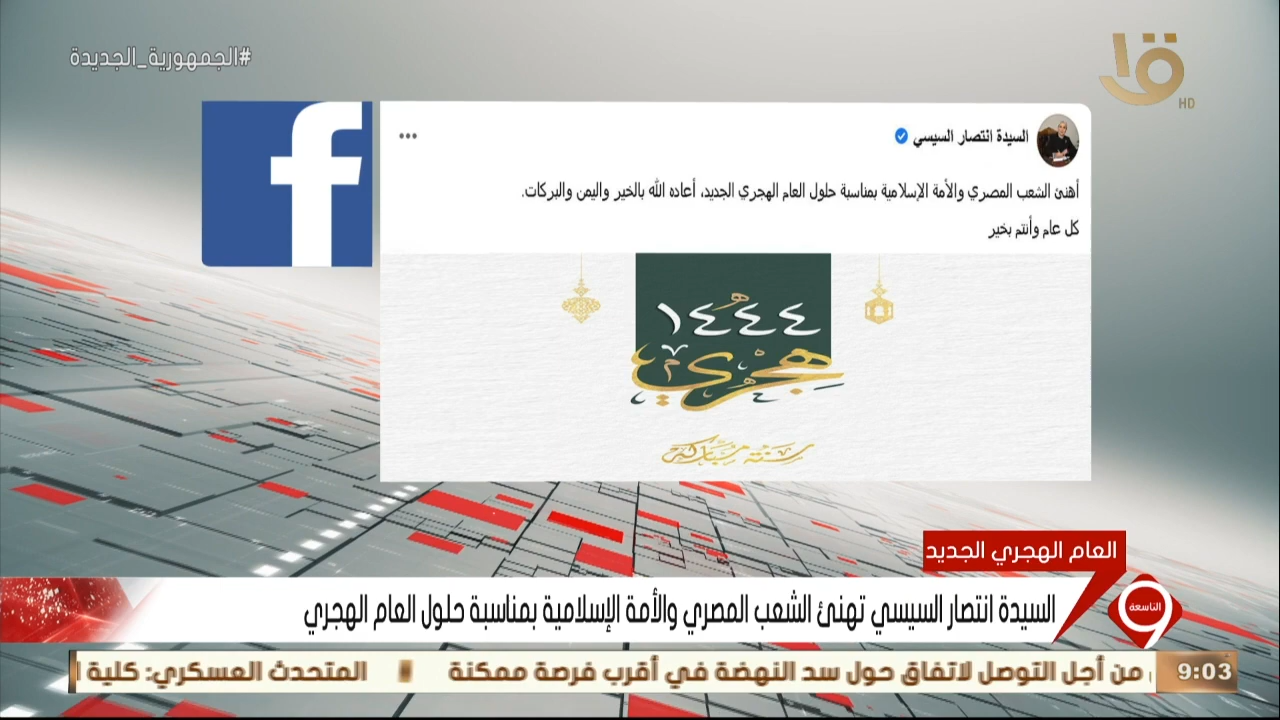 #الجمهورية_الجديدة
HD
السيدة انتصار السيسي
أهنئ الشعب المصري والأمة الإسلامية بمناسبة حلول العام الهجري الجديد، أعاده الله بالخير واليمن والبركات.
كل عام وأنتم بخير
١٤٤٤
هجري
سنة مباركة
العام الهجري الجديد
التاسعة
السيدة انتصار السيسي تهنئ الشعب المصري والأمة الإسلامية بمناسبة حلول العام الهجري
9:03
من أجل التوصل لاتفاق حول سد النهضة في أقرب فرصة ممكنة
المتحدث العسكري: كلية